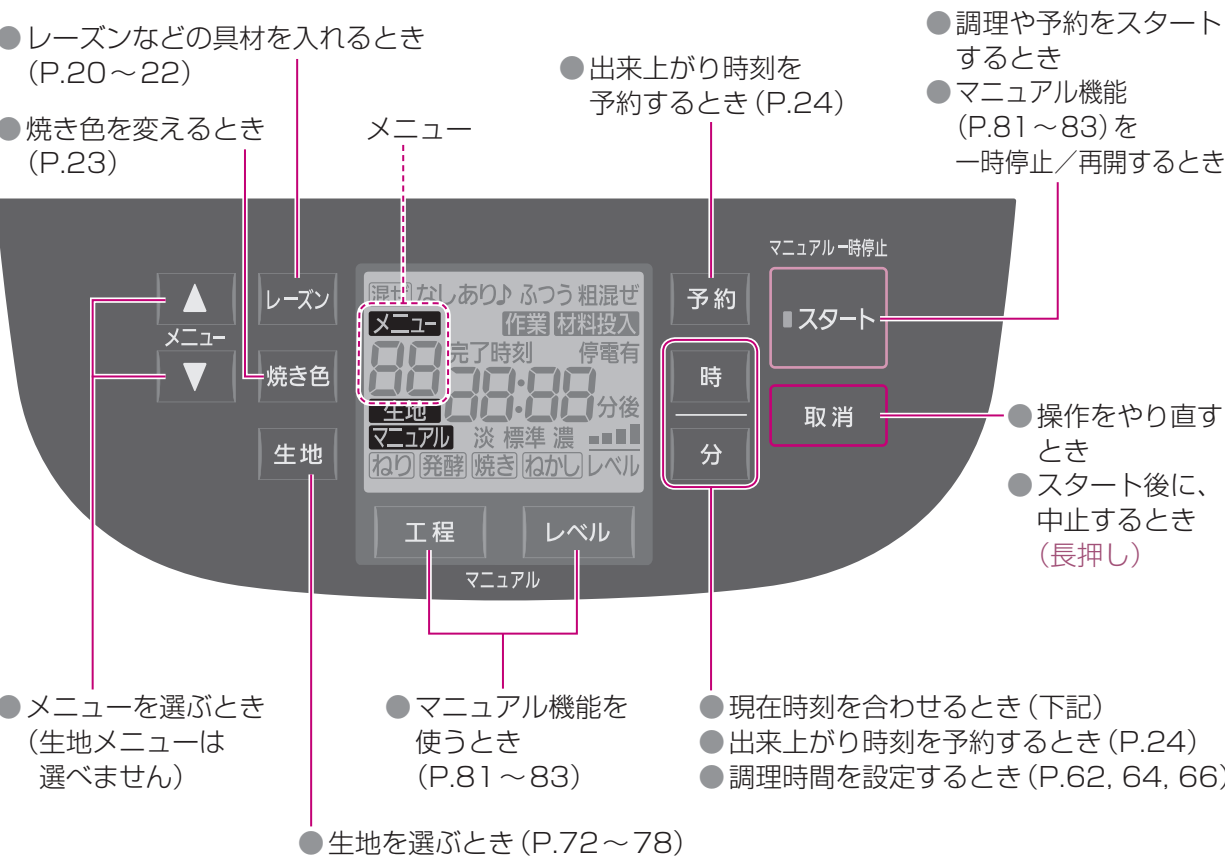 ●レーズンなどの具材を入れるとき
(P.20～22)
●焼き色を変えるとき
(P.23)
メニュー
●出来上がり時刻を
予約するとき(P.24)
●調理や予約をスタート
するとき
●マニュアル機能
(P.81～83)を
一時停止／再開するとき
マニュアル一時停止
▲
メニュー
▼
レーズン
焼き色
生地
混ぜ なしあり♪ ふつう 粗混ぜ
メニュー 作業 材料投入
88 完了時刻 停電有
生地 88:88 分後
マニュアル 淡 標準 濃
ねり 発酵 焼き ねかし レベル
工程 レベル
マニュアル
予約
時
分
スタート
取消
●操作をやり直す
とき
●スタート後に、
中止するとき
(長押し)
●メニューを選ぶとき
(生地メニューは
選べません)
●マニュアル機能を
使うとき
(P.81～83)
●現在時刻を合わせるとき(下記)
●出来上がり時刻を予約するとき(P.24)
●調理時間を設定するとき(P.62, 64, 66)
●生地を選ぶとき(P.72～78)